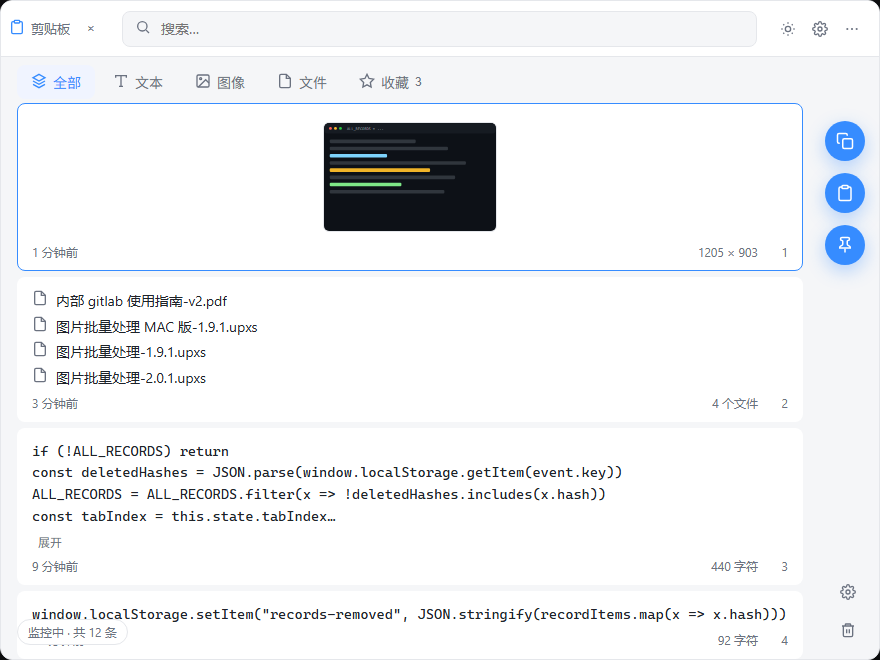 剪贴板 ×
搜索...
全部 文本 图像 文件 收藏 3
1 分钟前 1205 × 903 1
内部 gitlab 使用指南-v2.pdf
图片批量处理 MAC 版-1.9.1.upxs
图片批量处理-1.9.1.upxs
图片批量处理-2.0.1.upxs
3 分钟前 4 个文件 2
if (!ALL_RECORDS) return
const deletedHashes = JSON.parse(window.localStorage.getItem(event.key))
ALL_RECORDS = ALL_RECORDS.filter(x => !deletedHashes.includes(x.hash))
const tabIndex = this.state.tabIndex…
展开
9 分钟前 440 字符 3
window.localStorage.setItem("records-removed", JSON.stringify(recordItems.map(x => x.hash)))
监控中 · 共 12 条
92 字符 4